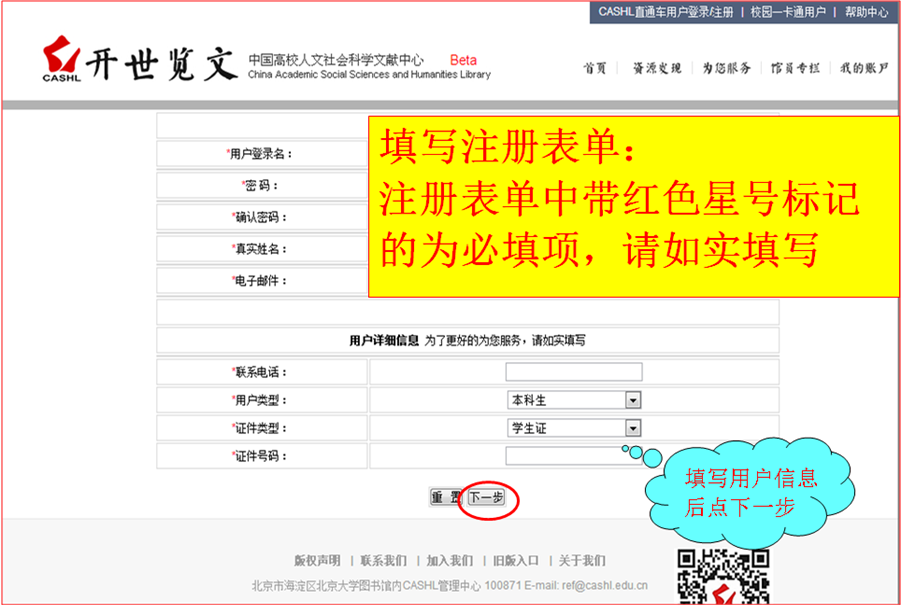 CASHL直通车用户登录/注册 | 校园一卡通用户 | 帮助中心
CASHL
开世览文
中国高校人文社会科学文献中心 Beta
China Academic Social Sciences and Humanities Library
首页 资源发现 为您服务 馆员专栏 我的账户
填写注册表单：
注册表单中带红色星号标记
的为必填项，请如实填写
*用户登录名：
*密码：
*确认密码：
*真实姓名：
*电子邮件：
用户详细信息 为了更好的为您服务，请如实填写
*联系电话：
*用户类型： 本科生
*证件类型： 学生证
*证件号码：
填写用户信息
后点下一步
重 置 下一步
版权声明 | 联系我们 | 加入我们 | 旧版入口 | 关于我们
北京市海淀区北京大学图书馆内CASHL管理中心 100871 E-mail: ref@cashl.edu.cn